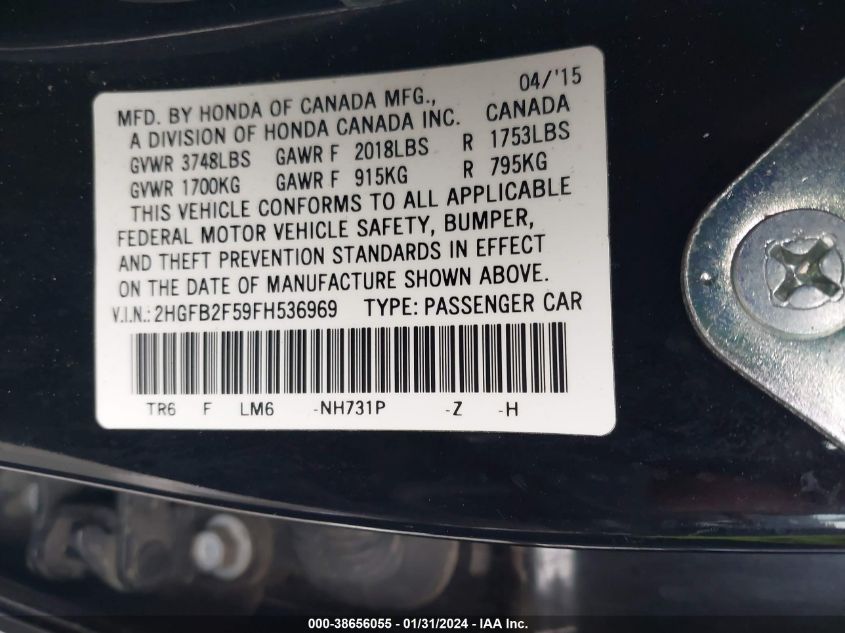 04/'15
MFD. BY HONDA OF CANADA MFG.,
A DIVISION OF HONDA CANADA INC. CANADA
GVWR 3748LBS GAWR F 2018LBS R 1753LBS
GVWR 1700KG GAWR F 915KG R 795KG
THIS VEHICLE CONFORMS TO ALL APPLICABLE
FEDERAL MOTOR VEHICLE SAFETY, BUMPER,
AND THEFT PREVENTION STANDARDS IN EFFECT
ON THE DATE OF MANUFACTURE SHOWN ABOVE.
V.I.N.: 2HGFB2F59FH536969 TYPE: PASSENGER CAR
TR6 F LM6 -NH731P -Z -H
000-38656055 - 01/31/2024 - IAA Inc.